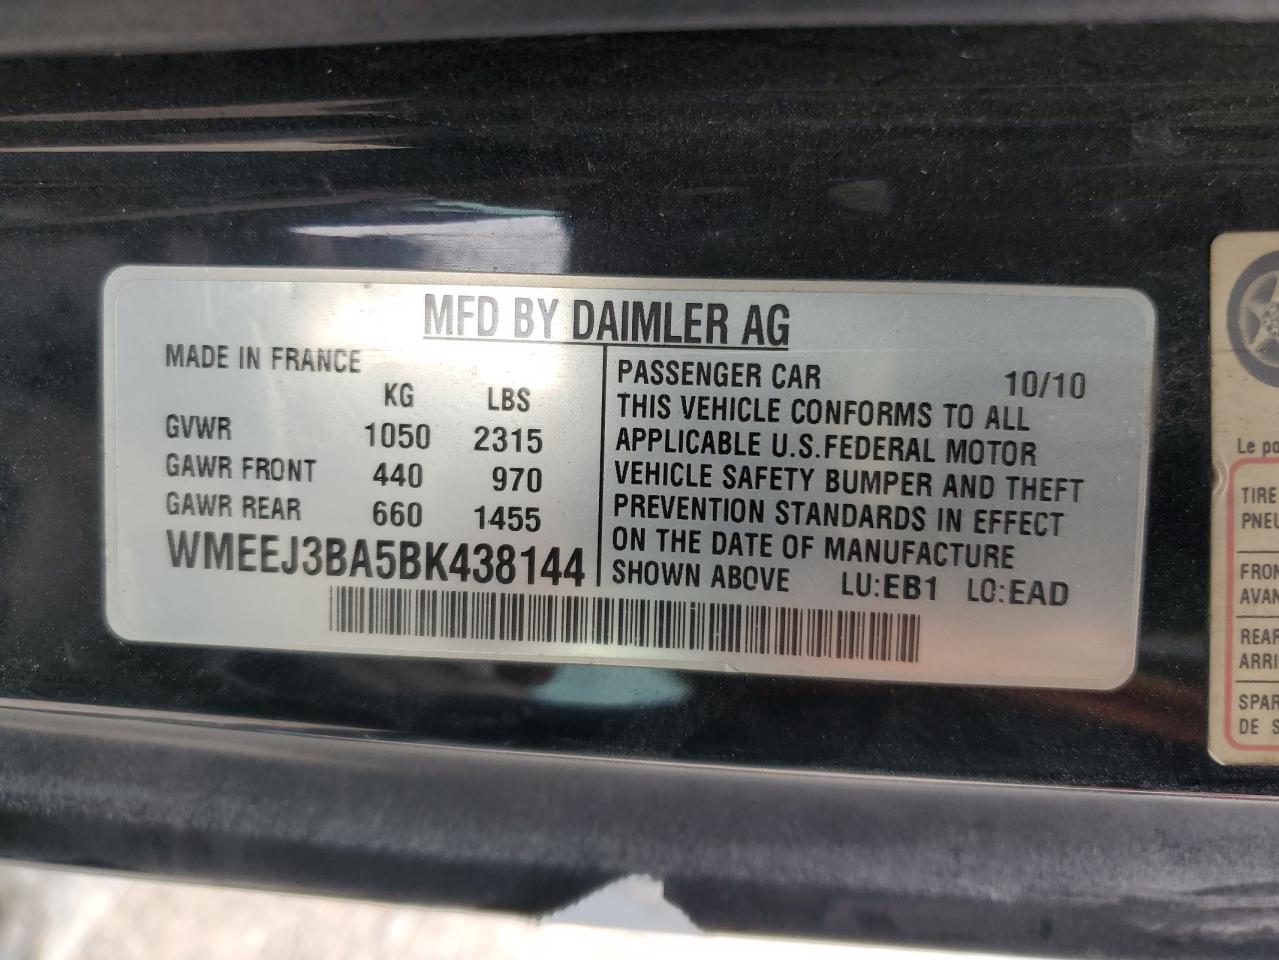 MFD BY DAIMLER AG
MADE IN FRANCE
KG LBS
GVWR 1050 2315
GAWR FRONT 440 970
GAWR REAR 660 1455
WMEEJ3BA5BK438144
PASSENGER CAR 10/10
THIS VEHICLE CONFORMS TO ALL
APPLICABLE U.S.FEDERAL MOTOR
VEHICLE SAFETY BUMPER AND THEFT
PREVENTION STANDARDS IN EFFECT
ON THE DATE OF MANUFACTURE
SHOWN ABOVE LU:EB1 LO:EAD
Le
TIRE
FRON
AVAN
REAR
ARRI
SPAR
DE S